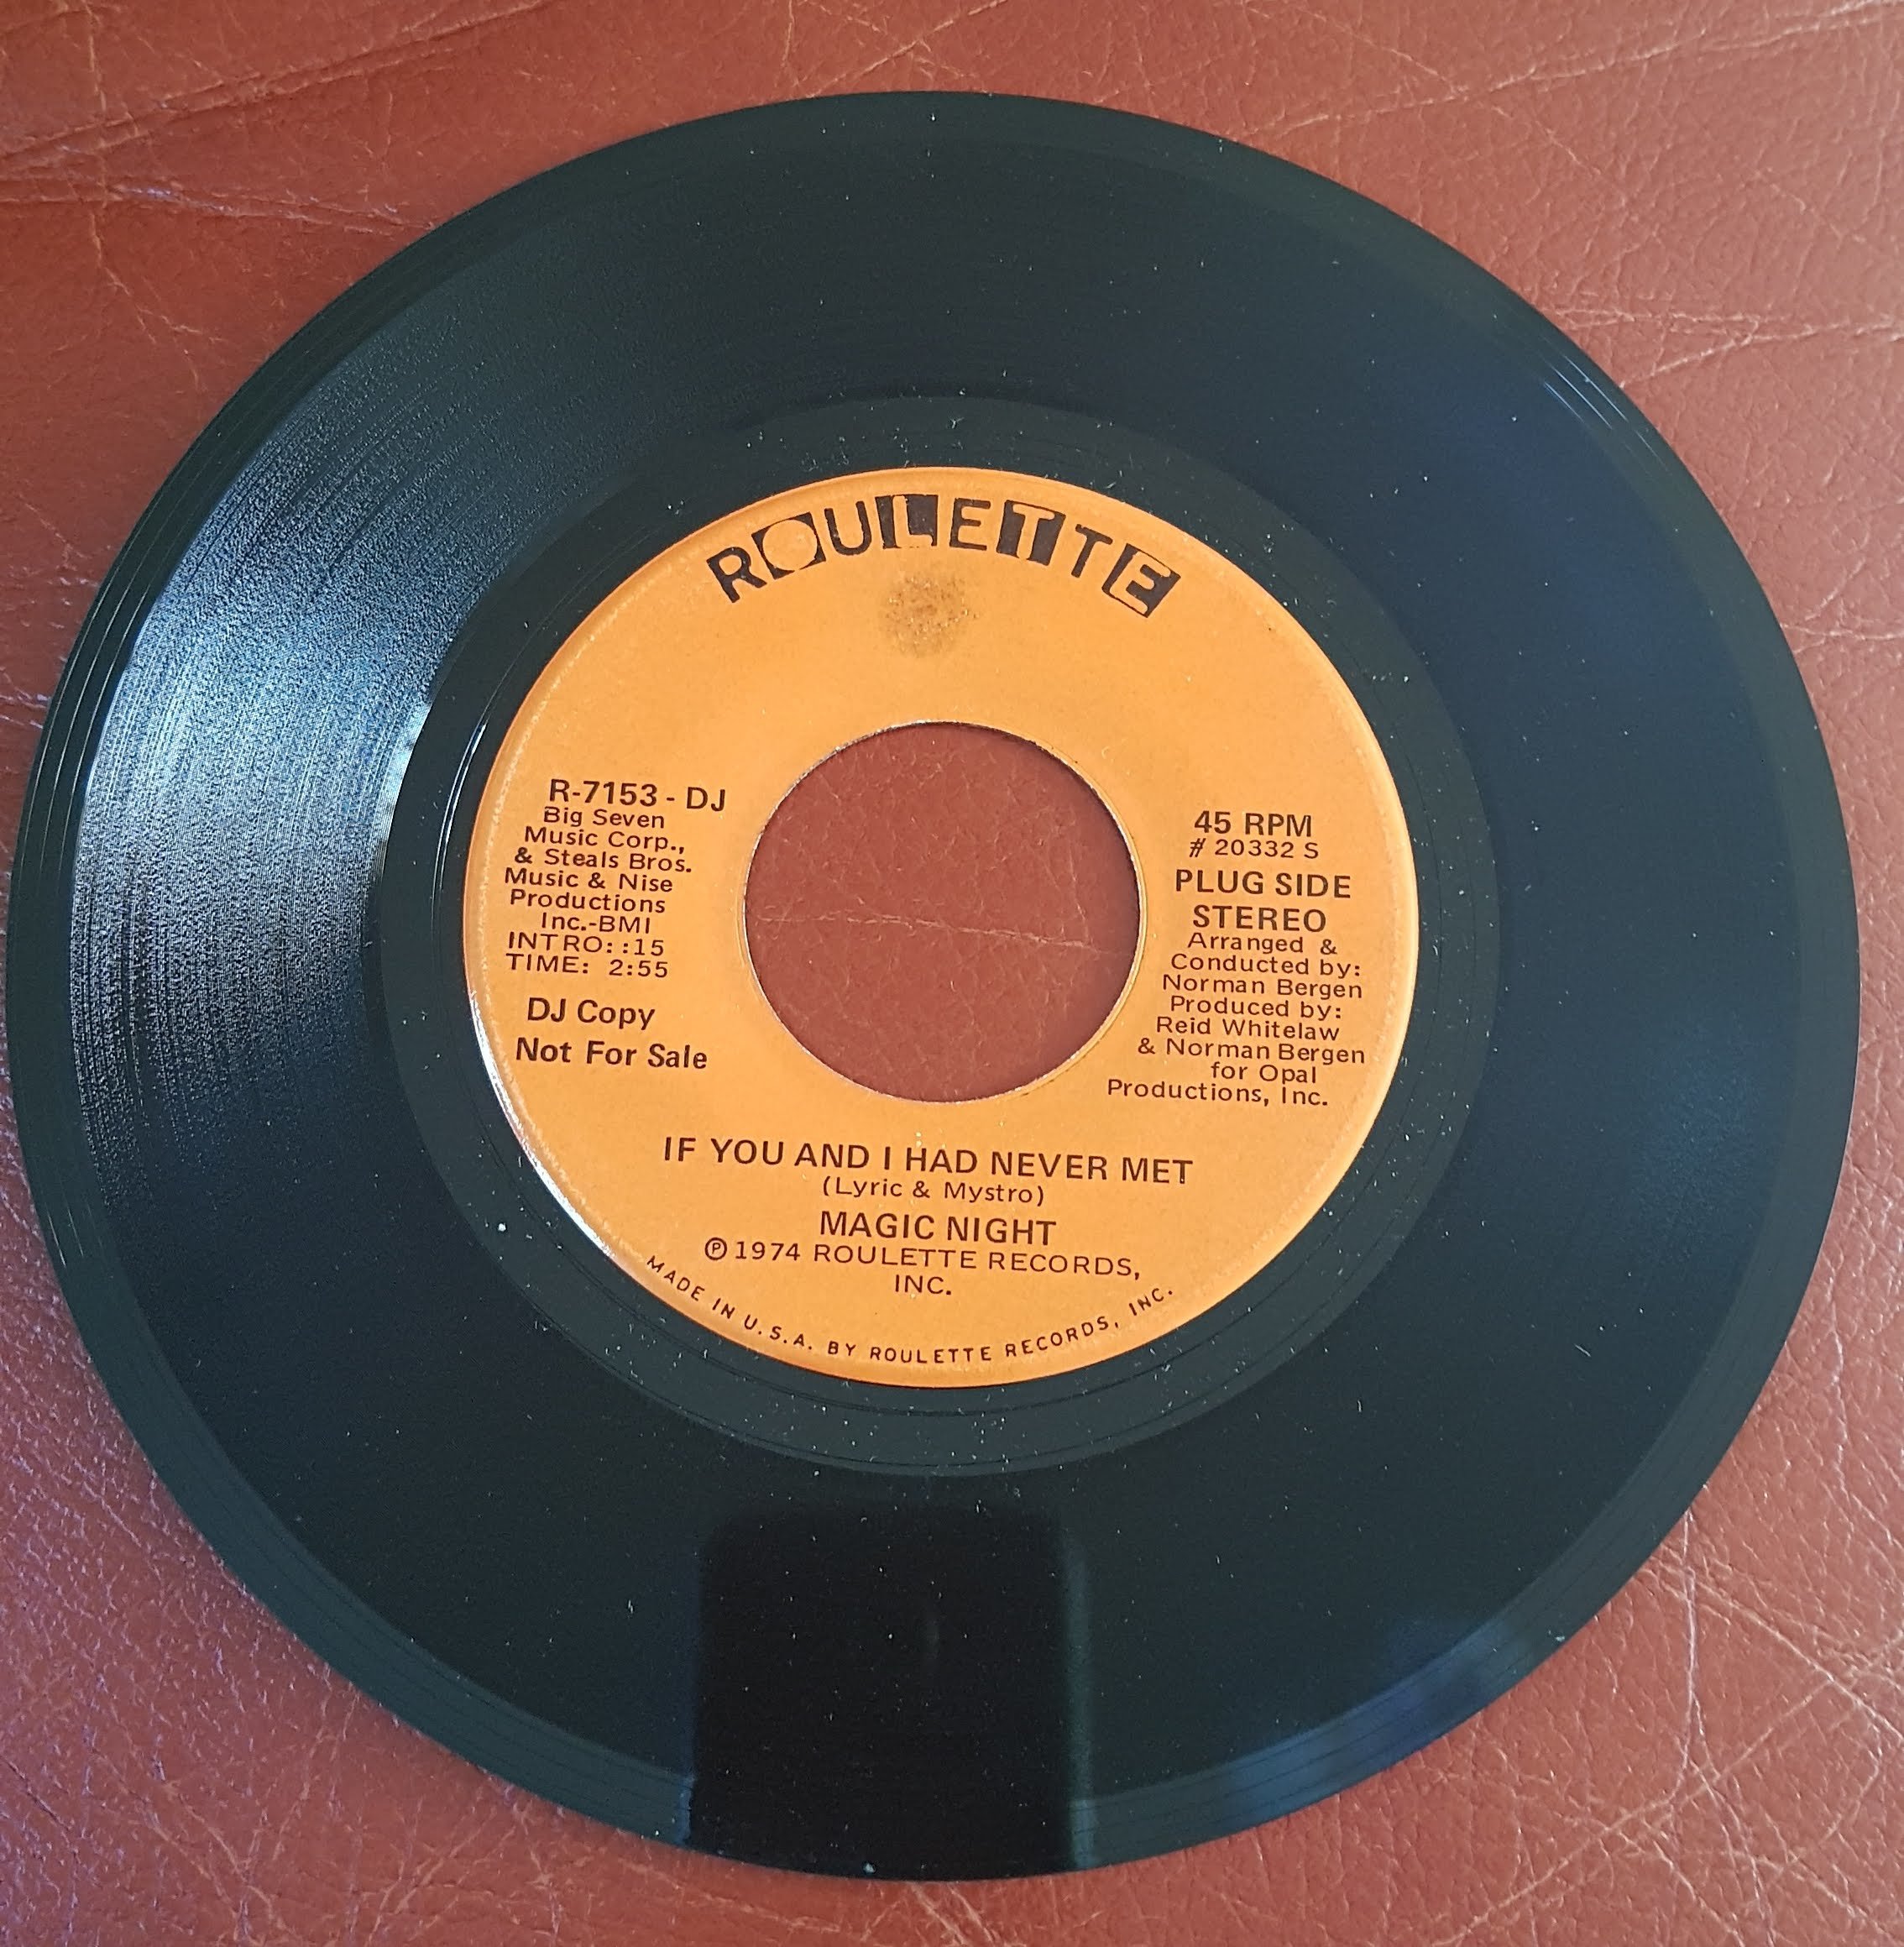 ROULETTE
R-7153 - DJ
Big Seven
Music Corp.,
& Steals Bros.
Music & Nise
Productions
Inc.-BMI
INTRO: :15
TIME: 2:55
DJ Copy
Not For Sale
45 RPM
# 20332 S
PLUG SIDE
STEREO
Arranged &
Conducted by:
Norman Bergen
Produced by:
Reid Whitelaw
& Norman Bergen
for Opal
Productions, Inc.
IF YOU AND I HAD NEVER MET
(Lyric & Mystro)
MAGIC NIGHT
℗ 1974 ROULETTE RECORDS,
INC.
MADE IN U.S.A. BY ROULETTE RECORDS, INC.